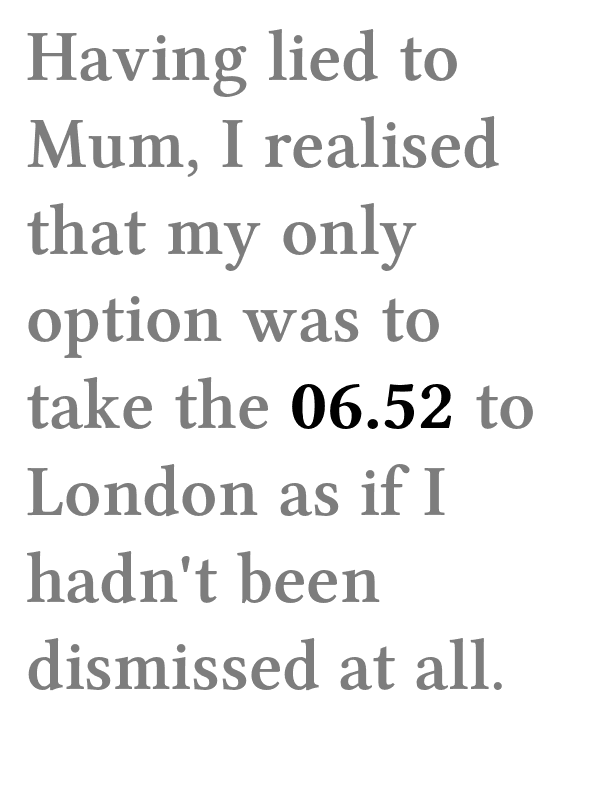 Having lied to
Mum, I realised
that my only
option was to
take the 06.52 to
London as if I
hadn't been
dismissed at all.